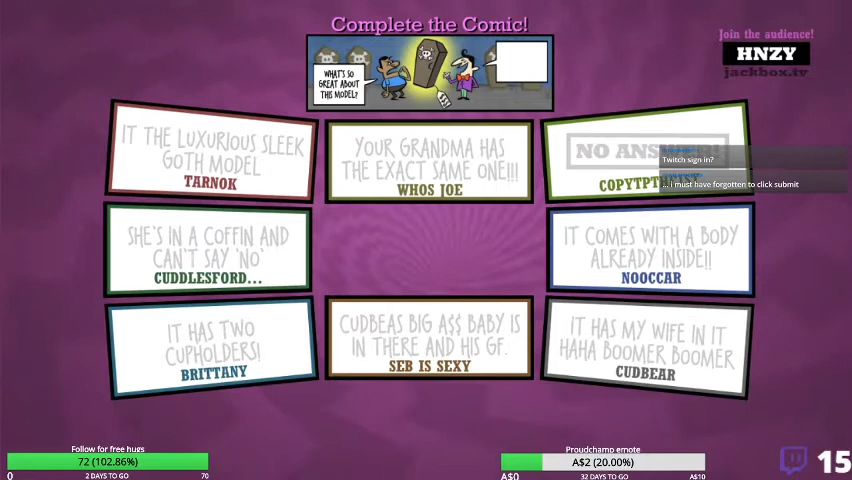 Complete the Comic!
Join the audience!
HNZY
jackbox.tv
WHAT'S SO
GREAT ABOUT
THIS MODEL?
IT THE LUXURIOUS SLEEK
GOTH MODEL
TARNOK
YOUR GRANDMA HAS
THE EXACT SAME ONE!!!
WHOS JOE
NO ANSWER!
Twitch sign in?
... I must have forgotten to click submit
SHE'S IN A COFFIN AND
CAN'T SAY 'NO'
CUDDLESFORD...
IT COMES WITH A BODY
ALREADY INSIDE!!
NOOCCAR
IT HAS TWO
CUPHOLDERS!
BRITTANY
CUDBEAS BIG A$$ BABY IS
IN THERE AND HIS GF.
SEB IS SEXY
IT HAS MY WIFE IN IT
HAHA BOOMER BOOMER
CUDBEAR
Follow for free hugs
72 (102.86%)
0
2 DAYS TO GO
70
Proudchamp emote
A$2 (20.00%)
A$0
32 DAYS TO GO
A$10
15